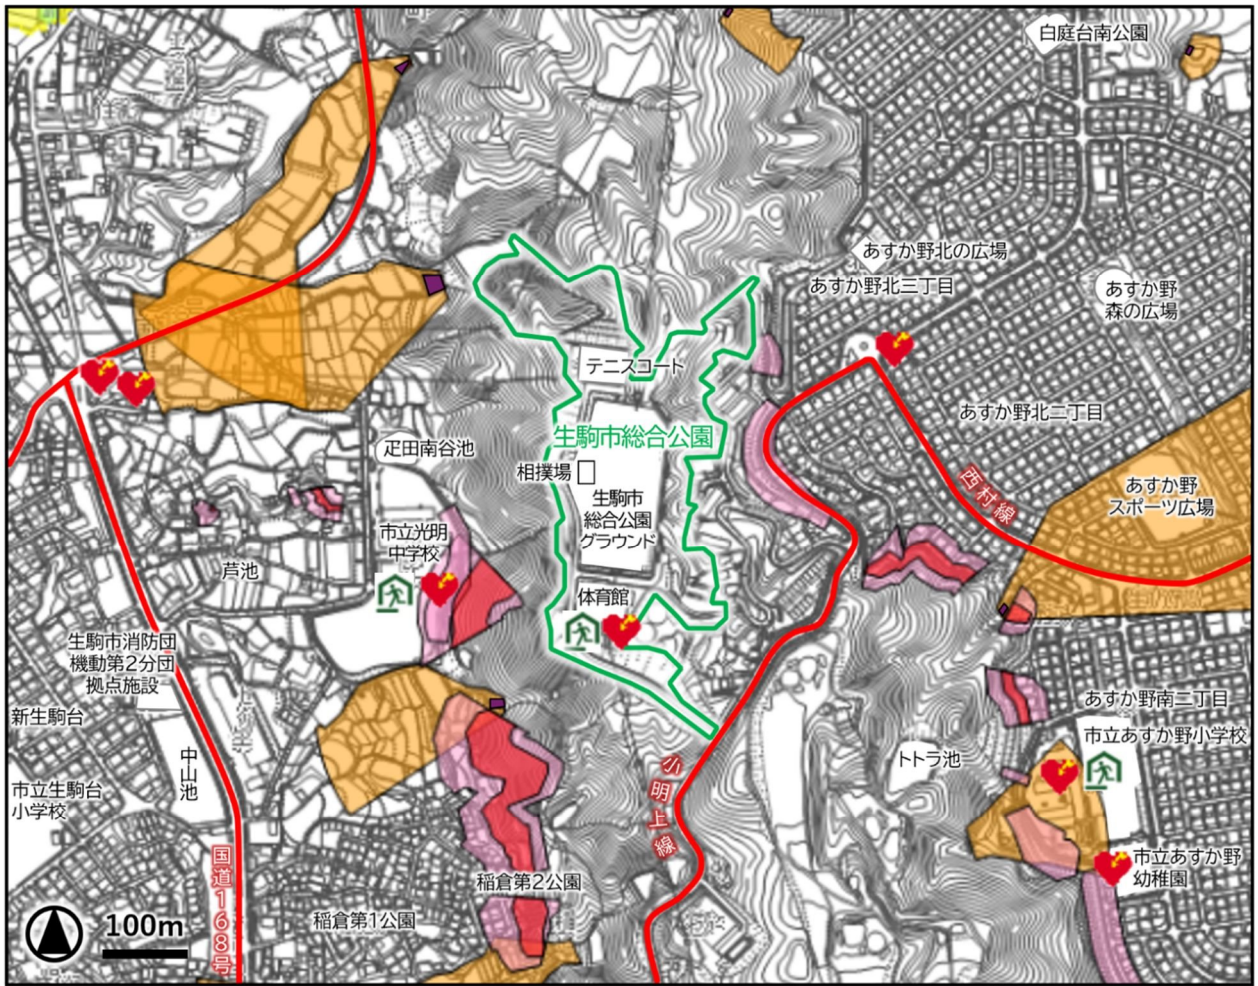 白庭台南公園
あすか野北の広場
あすか野北三丁目
あすか野
森の広場
テニスコート
あすか野北二丁目
生駒市総合公園
疋田南谷池
相撲場
生駒市
総合公園
グラウンド
西村線
あすか野
スポーツ広場
市立光明
中学校
芦池
体育館
生駒市消防団
機動第2分団
拠点施設
あすか野南二丁目
新生駒台
市立あすか野小学校
中山池
トトラ池
小明上線
市立生駒台
小学校
国道168号
市立あすか野
幼稚園
稲倉第2公園
稲倉第1公園
100m